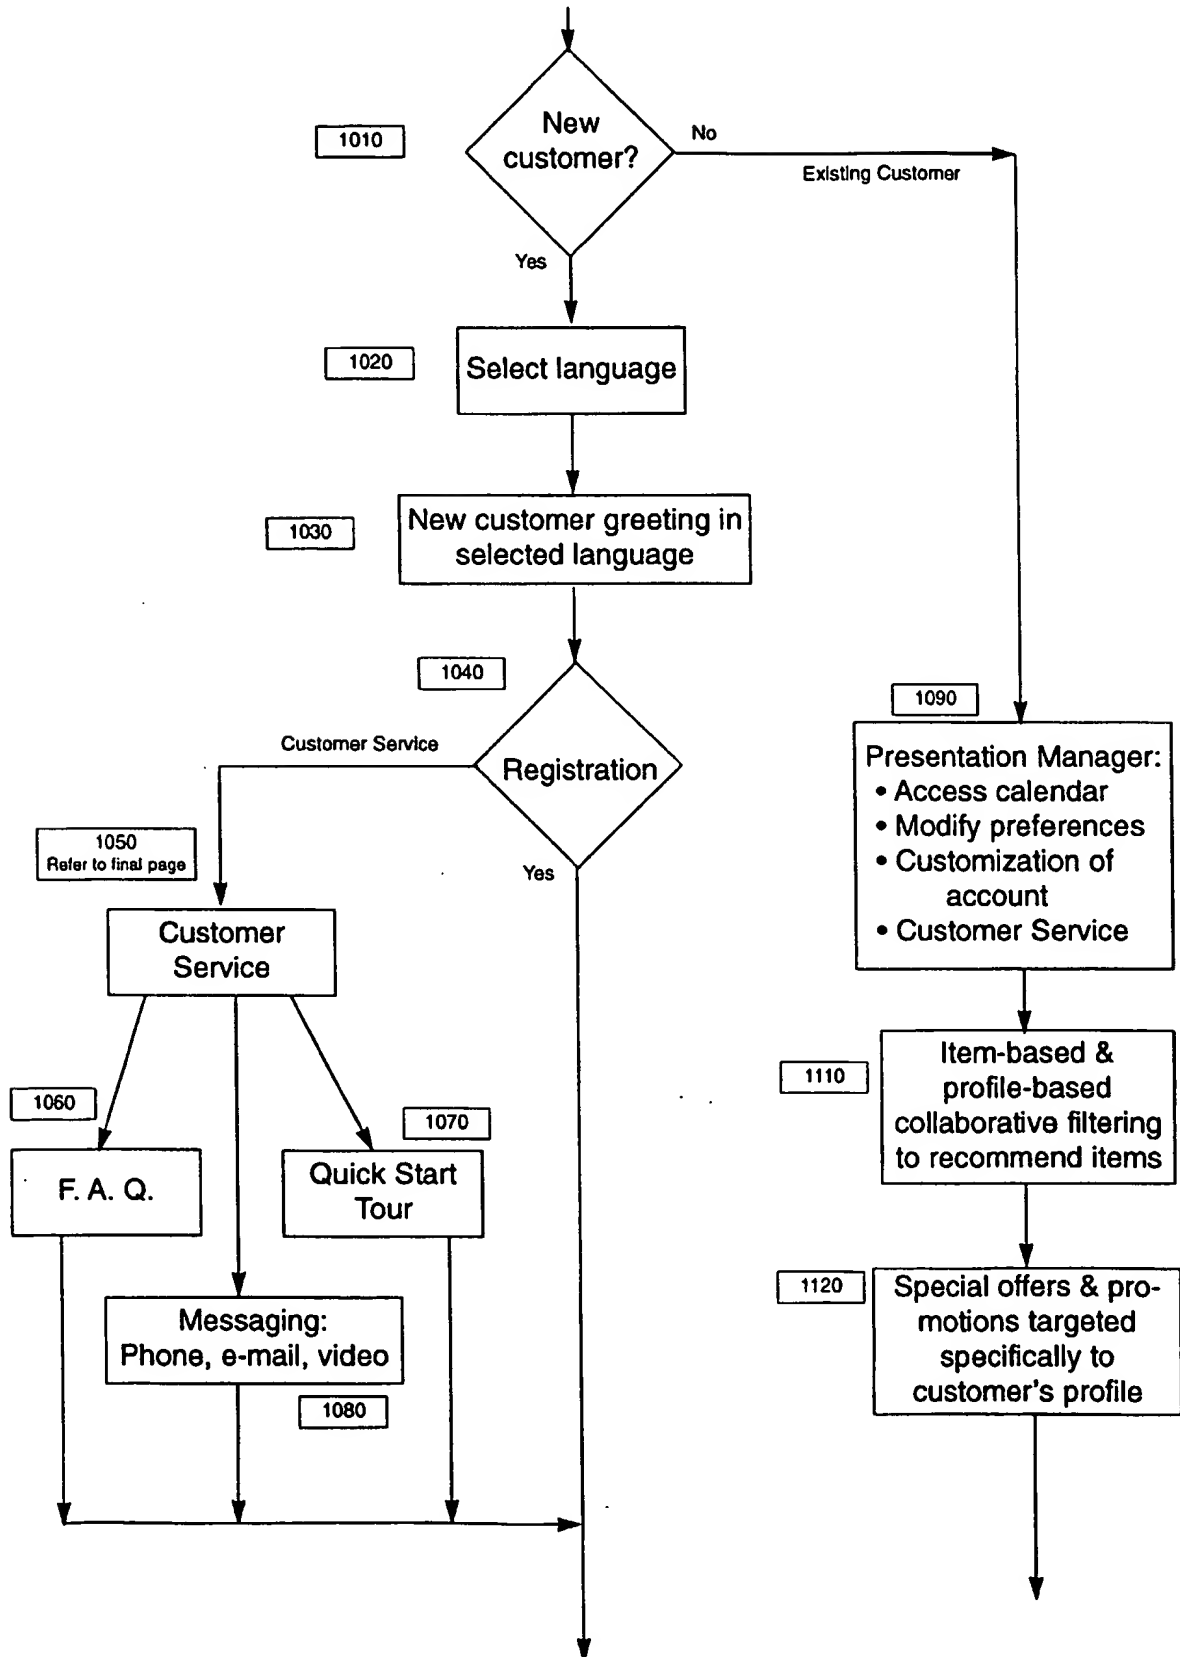 1010
New
customer?
No
Existing Customer
Yes
1020
Select language
1030
New customer greeting in
selected language
1040
Customer Service
Registration
Yes
1050
Refer to final page
Customer
Service
1060
F. A. Q.
1070
Quick Start
Tour
Messaging:
Phone, e-mail, video
1080
1090
Presentation Manager:
• Access calendar
• Modify preferences
• Customization of
account
• Customer Service
1110
Item-based &
profile-based
collaborative filtering
to recommend items
1120
Special offers & pro-
motions targeted
specifically to
customer's profile